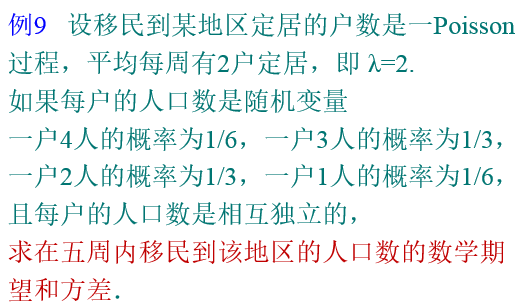 例9 设移民到某地区定居的户数是一Poisson
过程，平均每周有2户定居，即 λ=2.
如果每户的人口数是随机变量
一户4人的概率为1/6，一户3人的概率为1/3，
一户2人的概率为1/3，一户1人的概率为1/6，
且每户的人口数是相互独立的，
求在五周内移民到该地区的人口数的数学期
望和方差．